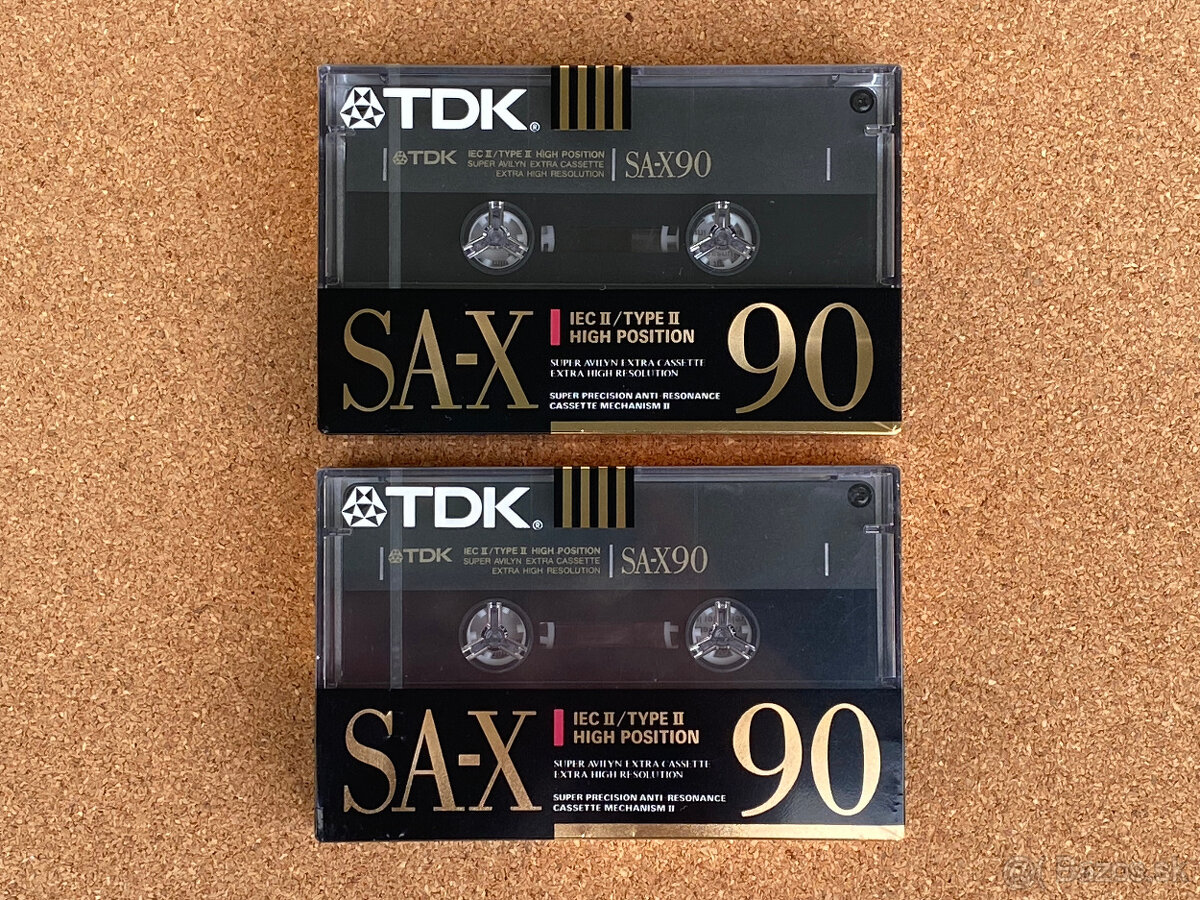 TDK®
TDK IEC II/TYPE II HIGH POSITION
SUPER AVILYN EXTRA CASSETTE
EXTRA HIGH RESOLUTION
SA-X90
SA-X
IEC II/TYPE II
HIGH POSITION
SUPER AVILYN EXTRA CASSETTE
EXTRA HIGH RESOLUTION
SUPER PRECISION ANTI-RESONANCE
CASSETTE MECHANISM II
90
TDK®
TDK IEC II/TYPE II HIGH POSITION
SUPER AVILYN EXTRA CASSETTE
EXTRA HIGH RESOLUTION
SA-X90
SA-X
IEC II/TYPE II
HIGH POSITION
SUPER AVILYN EXTRA CASSETTE
EXTRA HIGH RESOLUTION
SUPER PRECISION ANTI-RESONANCE
CASSETTE MECHANISM II
90
Bazos.sk